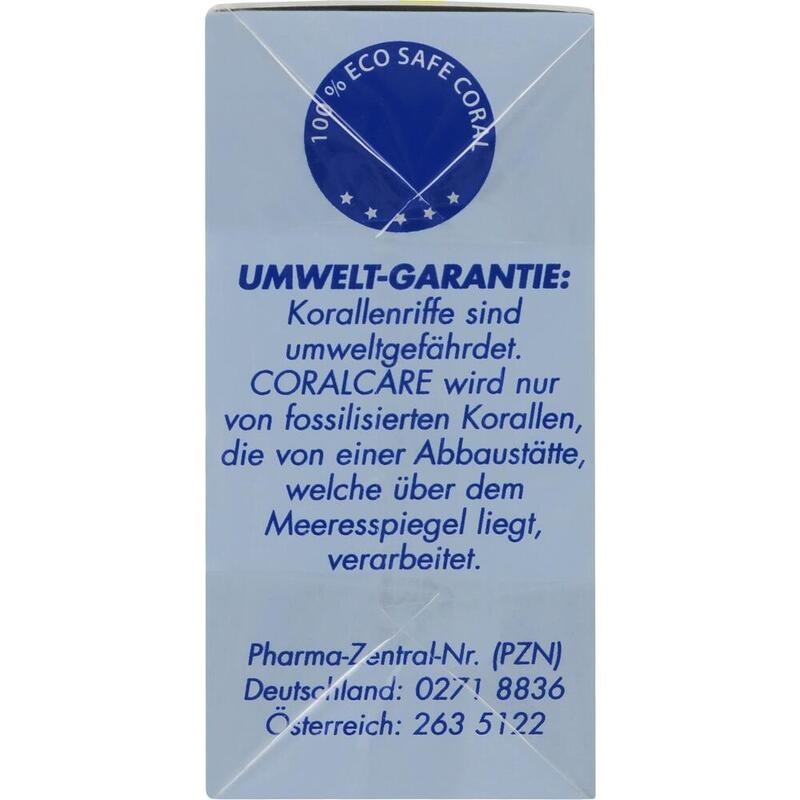 100 % ECO SAFE CORAL
UMWELT-GARANTIE:
Korallenriffe sind
umweltgefährdet.
CORALCARE wird nur
von fossilisierten Korallen,
die von einer Abbaustätte,
welche über dem
Meeresspiegel liegt,
verarbeitet.
Pharma-Zentral-Nr. (PZN)
Deutschland: 0271 8836
Österreich: 263 5122